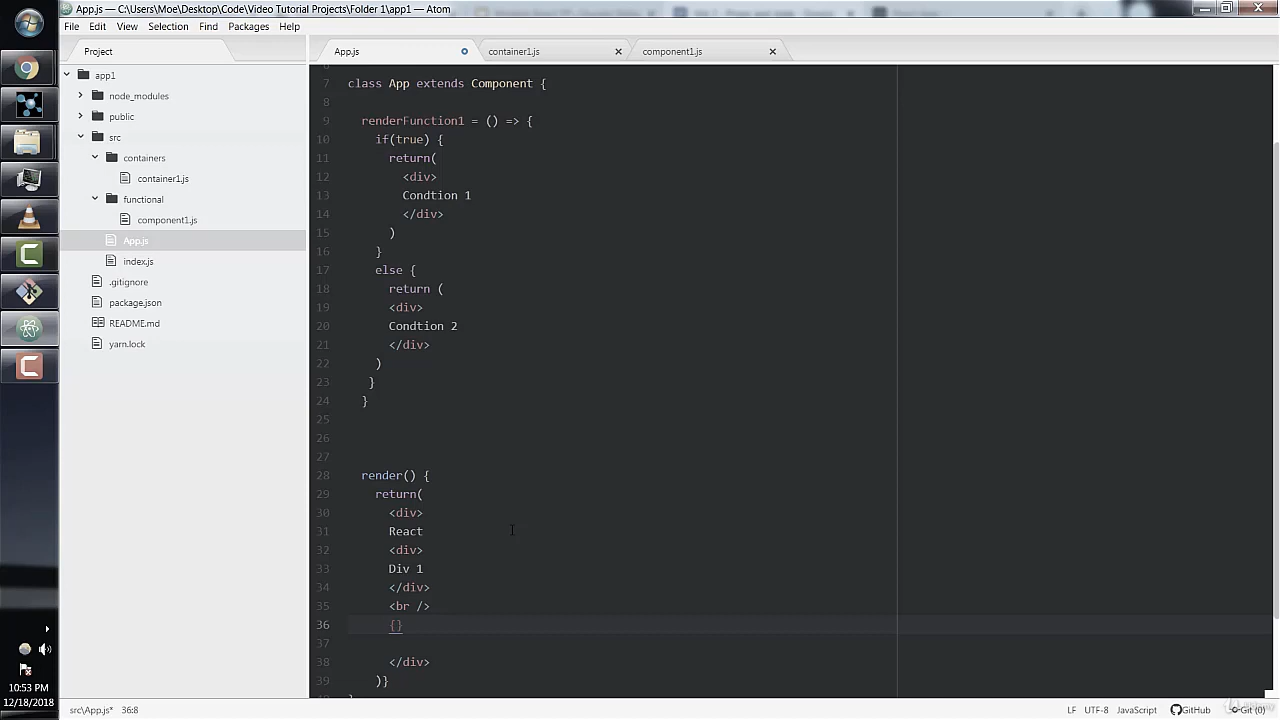 App.js — C:\Users\Moe\Desktop\Code\Video Tutorial Projects\Folder 1\app1 — Atom
File Edit View Selection Find Packages Help
Project
App.js
container1.js
component1.js
app1
node_modules
public
src
containers
container1.js
functional
component1.js
App.js
index.js
.gitignore
package.json
README.md
yarn.lock
6
7 class App extends Component {
8
9 renderFunction1 = () => {
10 if(true) {
11 return(
12 <div>
13 Condtion 1
14 </div>
15 )
16 }
17 else {
18 return (
19 <div>
20 Condtion 2
21 </div>
22 )
23 }
24 }
25
26
27
28 render() {
29 return(
30 <div>
31 React
32 <div>
33 Div 1
34 </div>
35 <br />
36 {}
37
38 </div>
39 )}
40 }
src\App.js* 36:8
LF UTF-8 JavaScript GitHub Git (0)
10:53 PM
12/18/2018